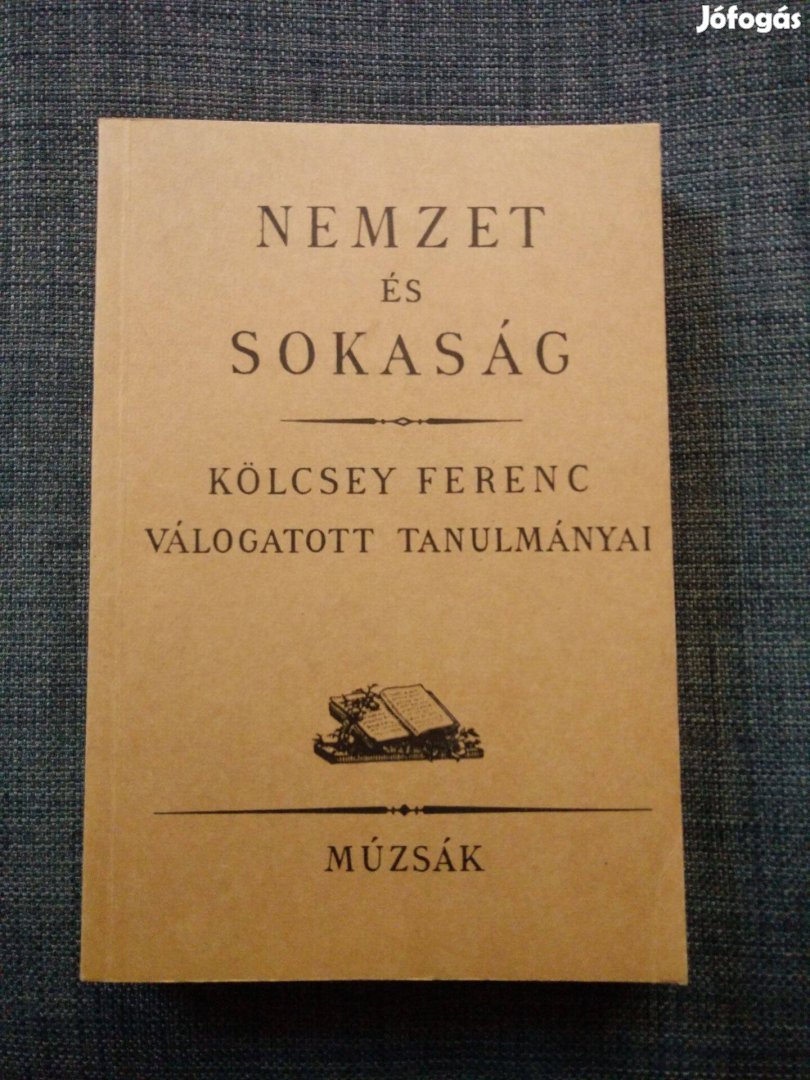 Jófogás
NEMZET
ÉS
SOKASÁG
KÖLCSEY FERENC
VÁLOGATOTT TANULMÁNYAI
MÚZSÁK